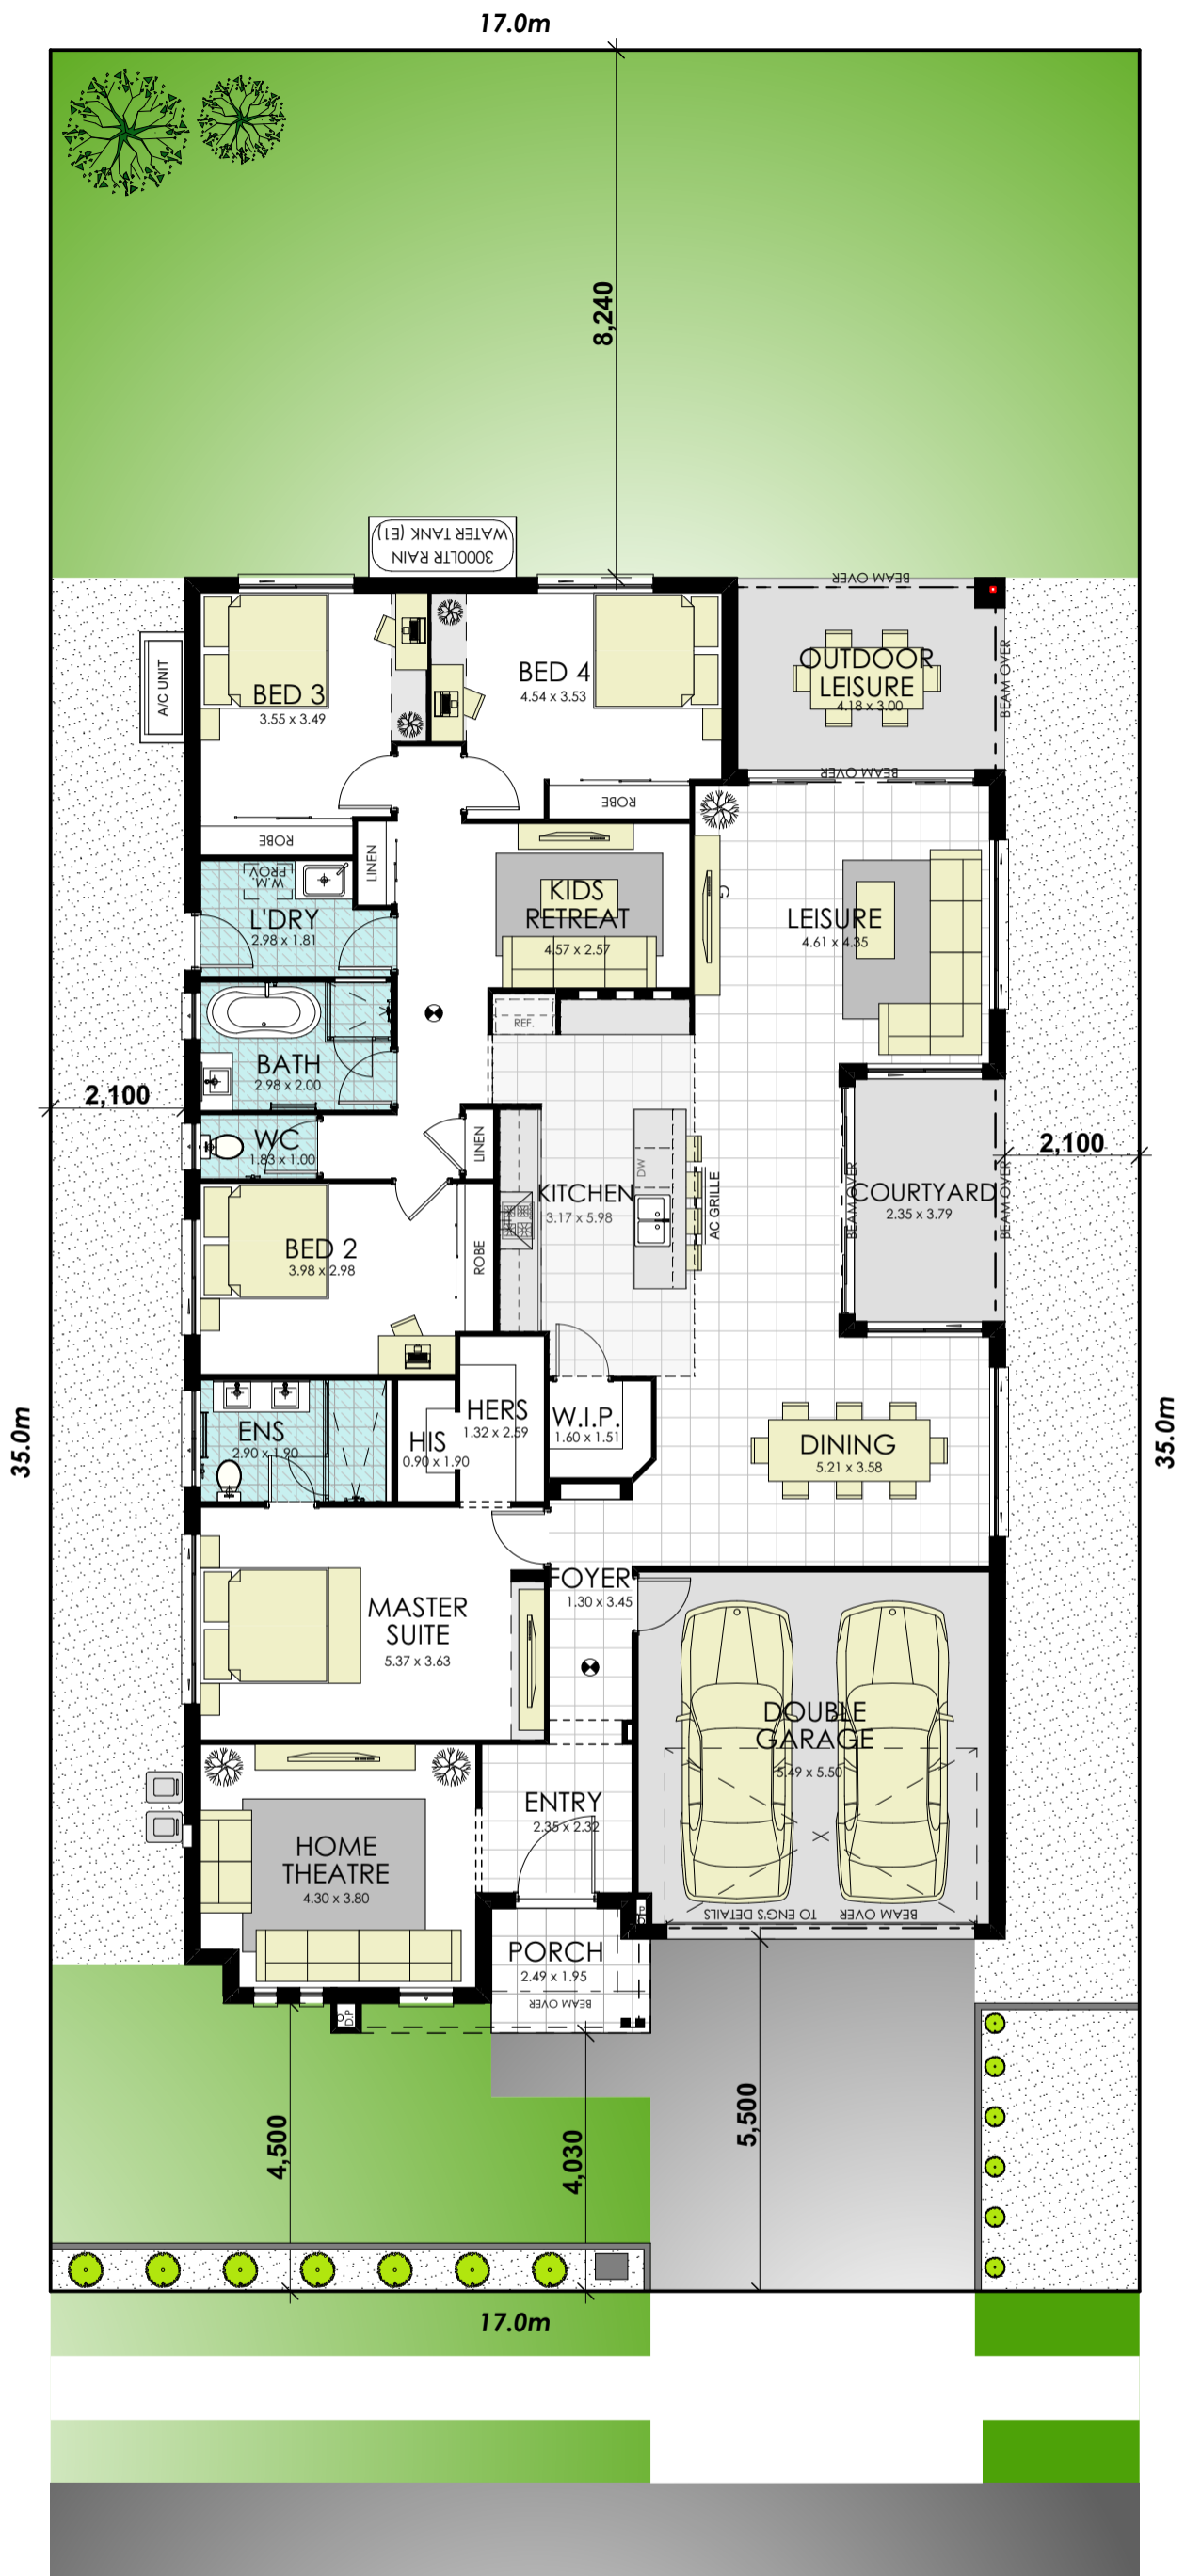 17.0m
8,240
3000LTR RAIN
WATER TANK (E1)
BEAM OVER
A/C UNIT
BED 3
3.55 x 3.49
BED 4
4.54 x 3.53
OUTDOOR
LEISURE
4.18 x 3.00
BEAM OVER
BEAM OVER
ROBE
ROBE
LINEN
W.M.
PROV
L'DRY
2.98 x 1.81
KIDS
RETREAT
4.57 x 2.57
G
LEISURE
4.61 x 4.35
REF.
BATH
2.98 x 2.00
2,100
WC
1.83 x 1.00
LINEN
DW
KITCHEN
3.17 x 5.98
AC GRILLE
BEAM OVER
COURTYARD
2.35 x 3.79
BEAM OVER
2,100
BED 2
3.98 x 2.98
ROBE
35.0m
ENS
2.90 x 1.90
HIS
0.90 x 1.90
HERS
1.32 x 2.59
W.I.P.
1.60 x 1.51
DINING
5.21 x 3.58
35.0m
MASTER
SUITE
5.37 x 3.63
FOYER
1.30 x 3.45
DOUBLE
GARAGE
5.49 x 5.50
ENTRY
2.35 x 2.32
HOME
THEATRE
4.30 x 3.80
BEAM OVER TO ENG'S DETAILS
PORCH
2.49 x 1.95
BEAM OVER
D.P
4,500
4,030
5,500
17.0m